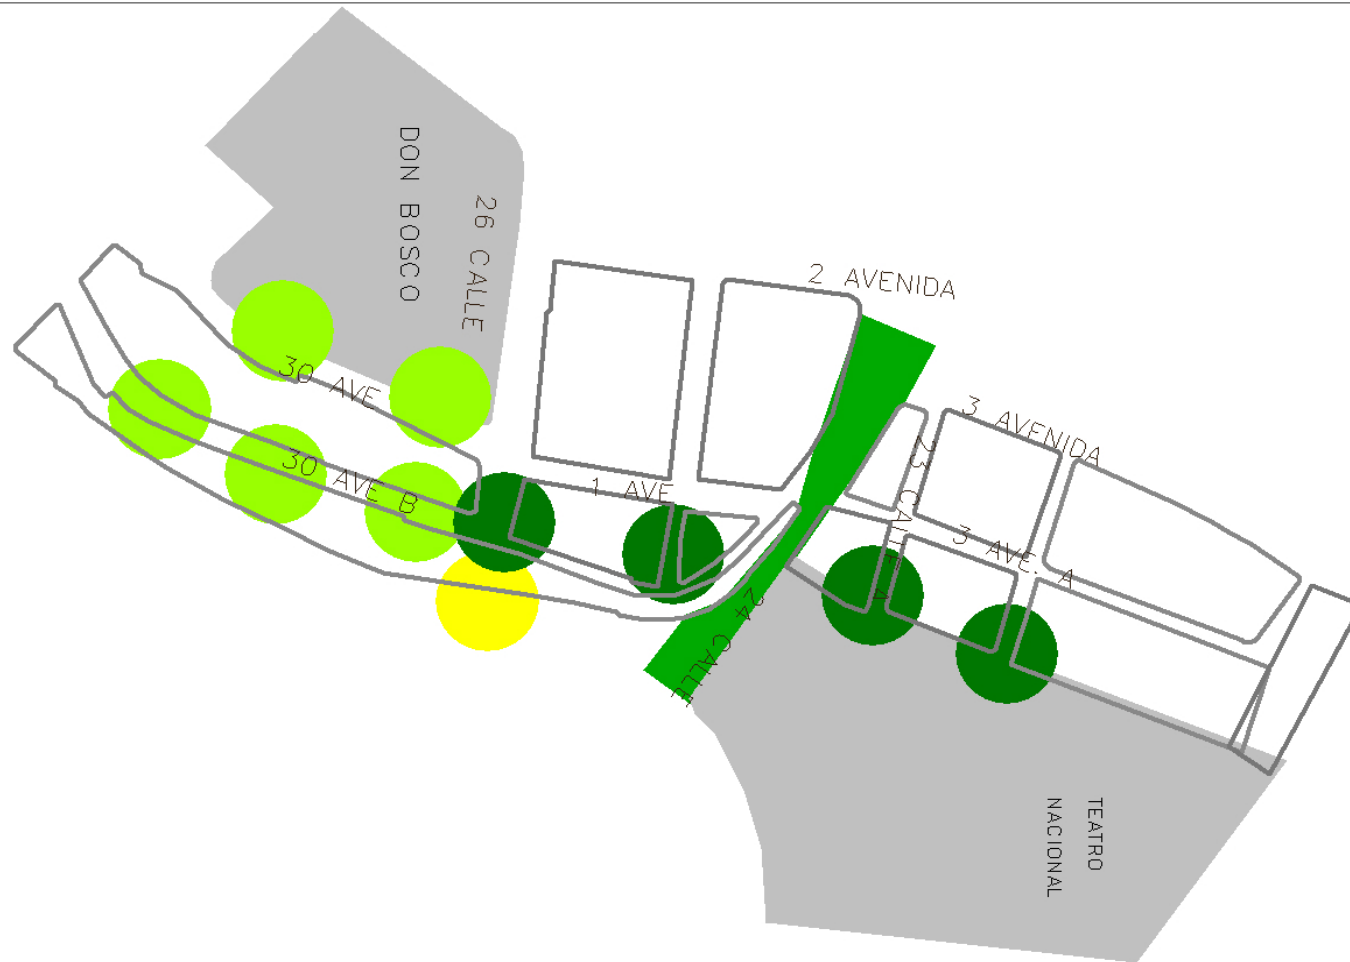 DON BOSCO
26 CALLE
2 AVENIDA
30 AVE
3 AVENIDA
23 CALLE A
30 AVE B
1 AVE
3 AVE. A
24 CALLE
TEATRO
NACIONAL